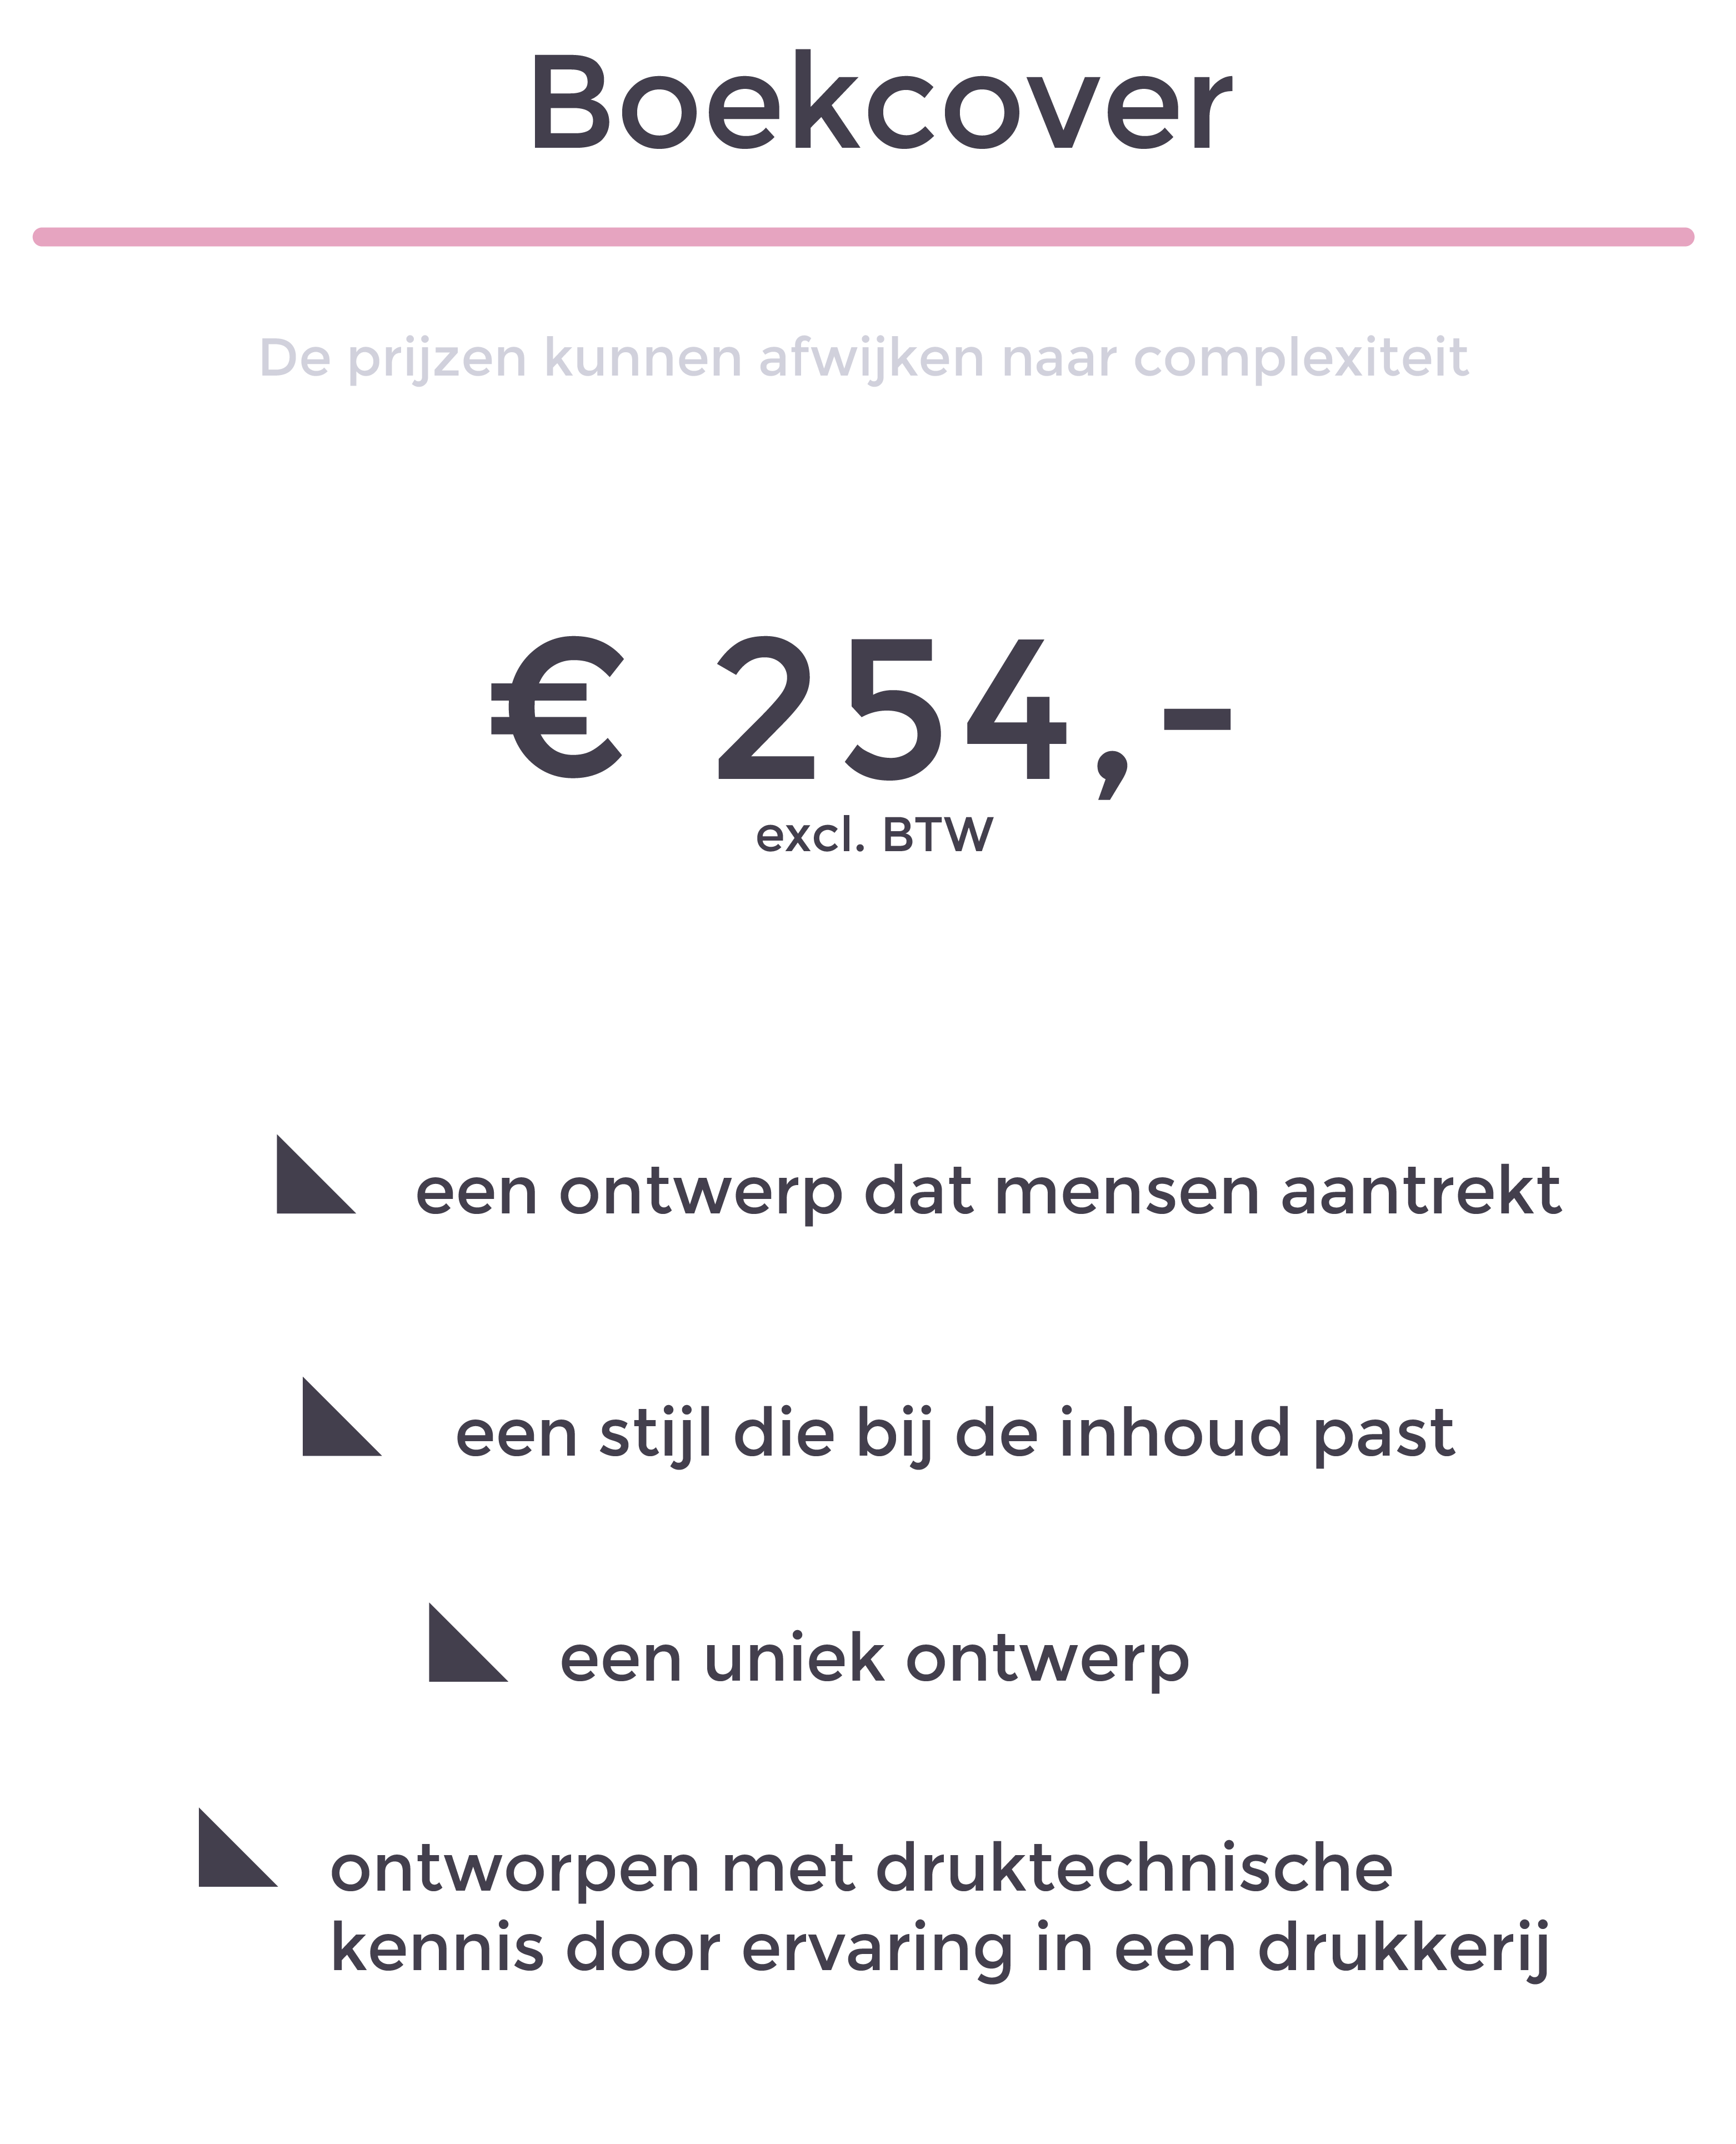 Boekcover
De prijzen kunnen afwijken naar complexiteit
€ 254,-
excl. BTW
een ontwerp dat mensen aantrekt
een stijl die bij de inhoud past
een uniek ontwerp
ontworpen met druktechnische
kennis door ervaring in een drukkerij